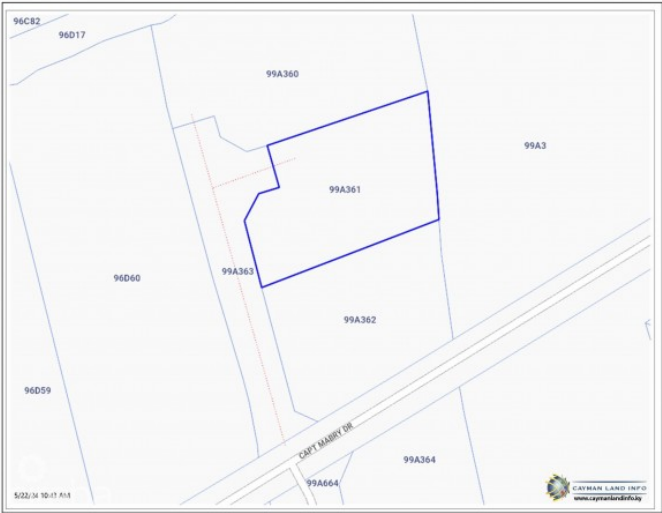 96C82
96D17
99A360
99A3
99A361
99A363
96D60
99A362
96D59
CAPT MABRY DR
99A364
99A664
CAYMAN LAND INFO
www.caymanlandinfo.ky